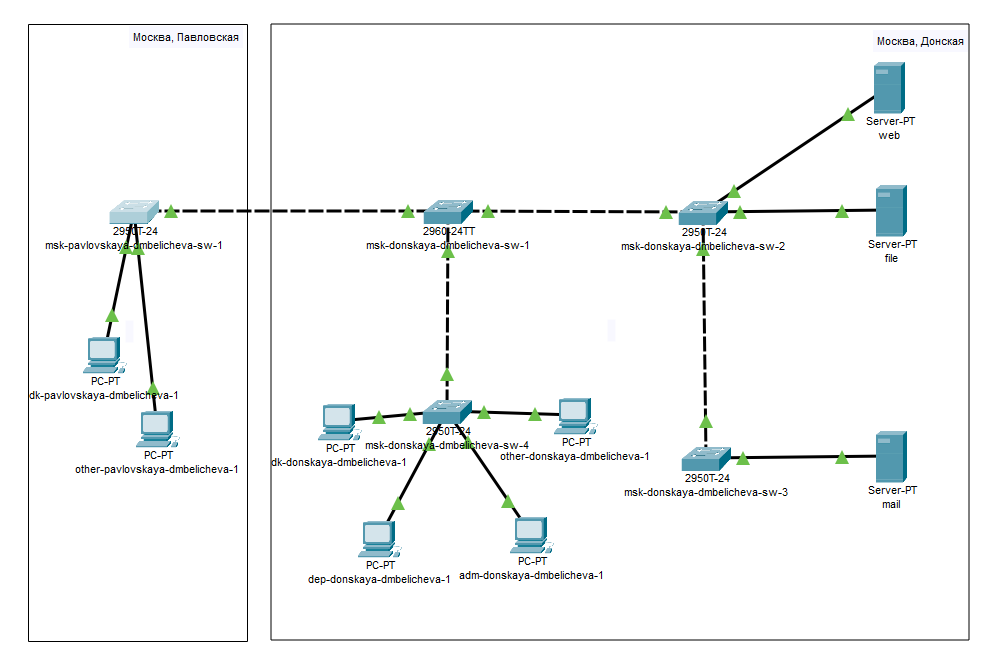 Москва, Павловская
Москва, Донская
Server-PT
web
2950T-24
msk-pavlovskaya-dmbelicheva-sw-1
2960-24TT
msk-donskaya-dmbelicheva-sw-1
2950T-24
msk-donskaya-dmbelicheva-sw-2
Server-PT
file
PC-PT
dk-pavlovskaya-dmbelicheva-1
PC-PT
other-pavlovskaya-dmbelicheva-1
2950T-24
msk-donskaya-dmbelicheva-sw-4
PC-PT
dk-donskaya-dmbelicheva-1
PC-PT
other-donskaya-dmbelicheva-1
2950T-24
msk-donskaya-dmbelicheva-sw-3
Server-PT
mail
PC-PT
dep-donskaya-dmbelicheva-1
PC-PT
adm-donskaya-dmbelicheva-1